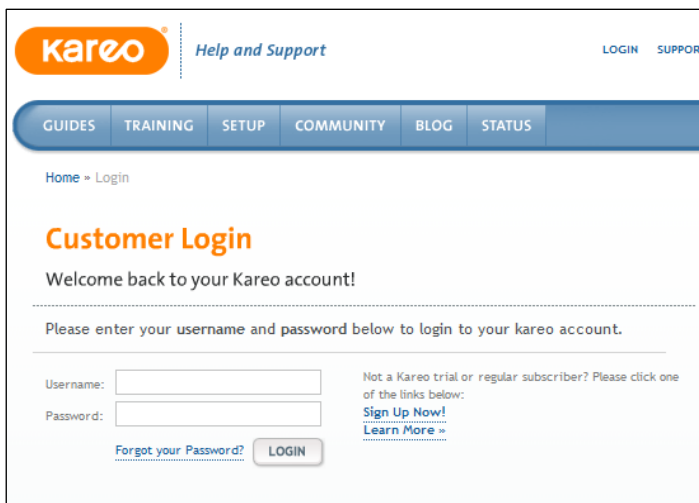 Kareo®
Help and Support
LOGIN SUPPOR
GUIDES TRAINING SETUP COMMUNITY BLOG STATUS
Home » Login
Customer Login
Welcome back to your Kareo account!
Please enter your username and password below to login to your kareo account.
Username:
Password:
Forgot your Password? LOGIN
Not a Kareo trial or regular subscriber? Please click one
of the links below:
Sign Up Now!
Learn More »